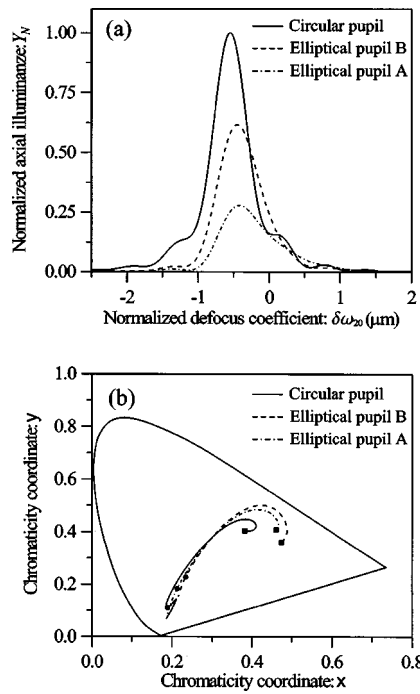 (a)
Circular pupil
Elliptical pupil B
Elliptical pupil A
Normalized axial illuminanze: Y_N
1.00
0.75
0.50
0.25
0.00
-2 -1 0 1 2
Normalized defocus coefficient: δω₂₀ (μm)
(b)
Circular pupil
Elliptical pupil B
Elliptical pupil A
Chromaticity coordinate: y
1.0
0.8
0.6
0.4
0.2
0.0
0.0 0.2 0.4 0.6 0.8
Chromaticity coordinate: x